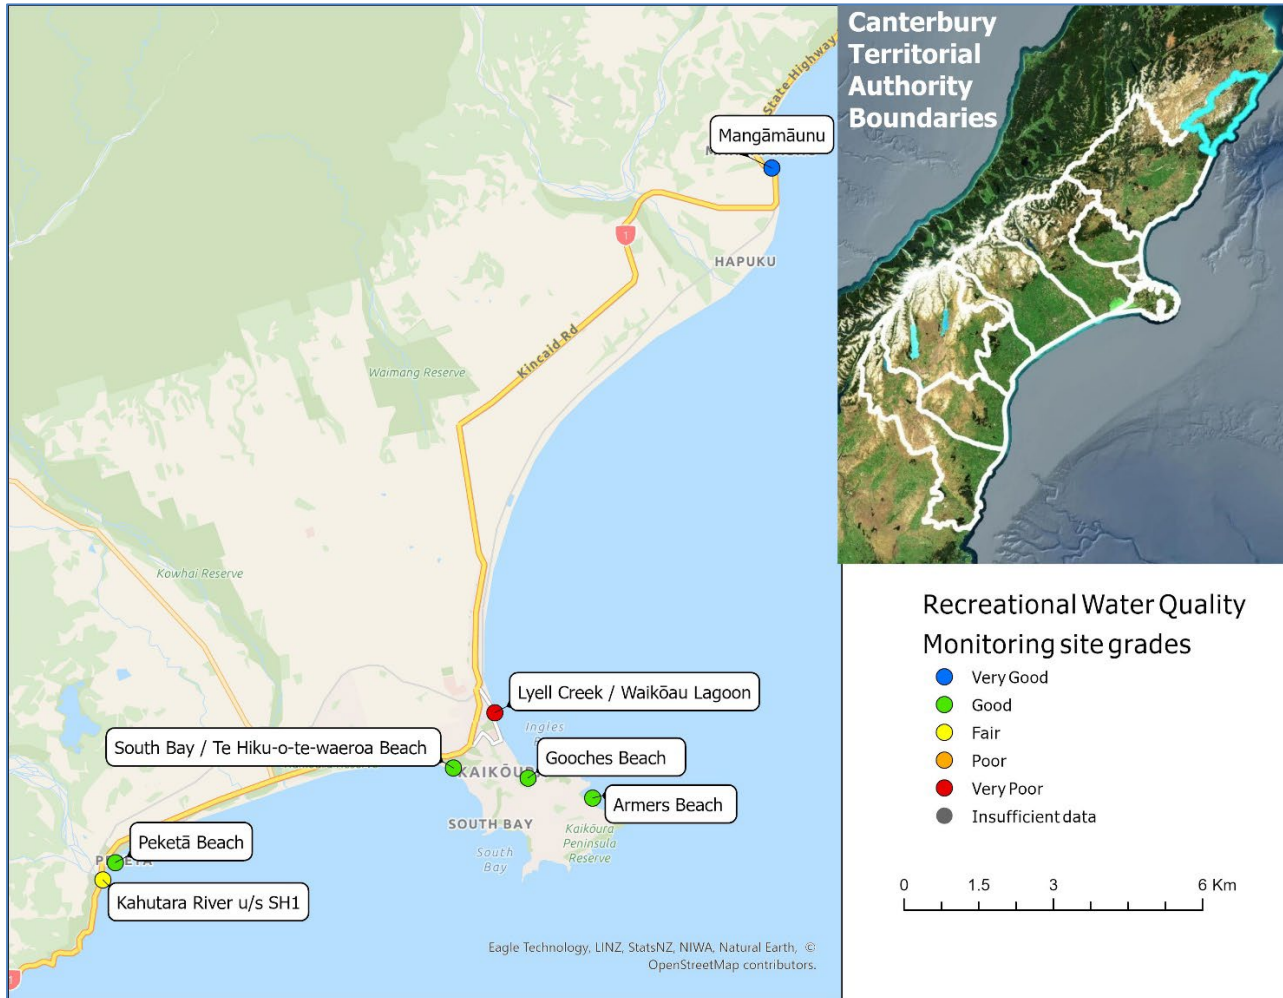 State Highway
Mangāmāunu
1
HAPUKU
Kincaid Rd
Waimang Reserve
Kowhai Reserve
Lyell Creek / Waikōau Lagoon
Ingles
South Bay / Te Hiku-o-te-waeroa Beach
Gooches Beach
KAIKŌURA
Armers Beach
SOUTH BAY
Kaikōura
Peninsula
Reserve
South
Bay
Peketā Beach
Kahutara River u/s SH1
1
Eagle Technology, LINZ, StatsNZ, NIWA, Natural Earth, ©
OpenStreetMap contributors.
Canterbury
Territorial
Authority
Boundaries
Recreational Water Quality
Monitoring site grades
Very Good
Good
Fair
Poor
Very Poor
Insufficient data
0 1.5 3 6 Km